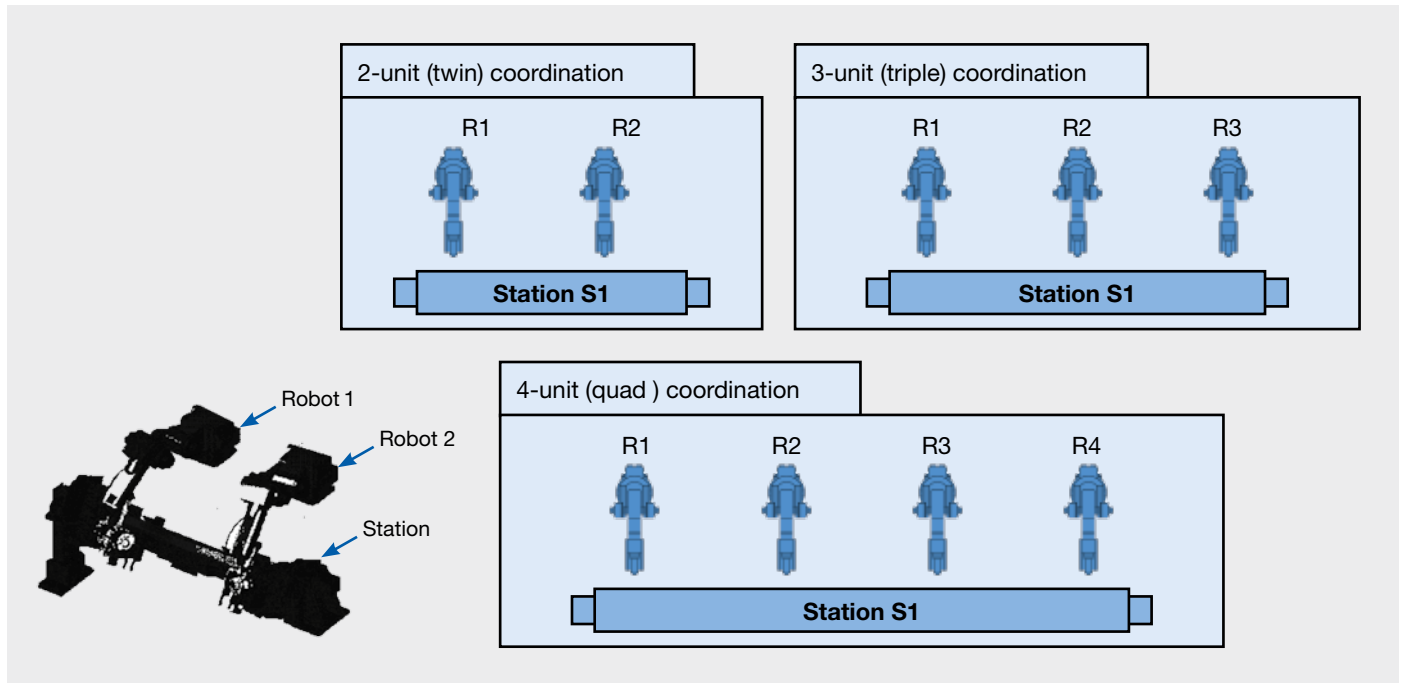 2-unit (twin) coordination
R1 R2
Station S1
3-unit (triple) coordination
R1 R2 R3
Station S1
Robot 1
Robot 2
Station
4-unit (quad ) coordination
R1 R2 R3 R4
Station S1